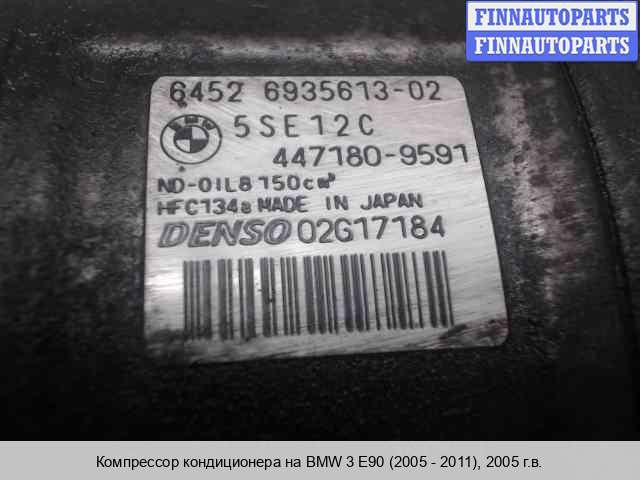 FINNAUTOPARTS
FINNAUTOPARTS
6452 6935613-02
BMW
5SE12C
447180-9591
ND-OIL8 150cm³
HFC134a MADE IN JAPAN
DENSO 02G17184
Компрессор кондиционера на BMW 3 E90 (2005 - 2011), 2005 г.в.